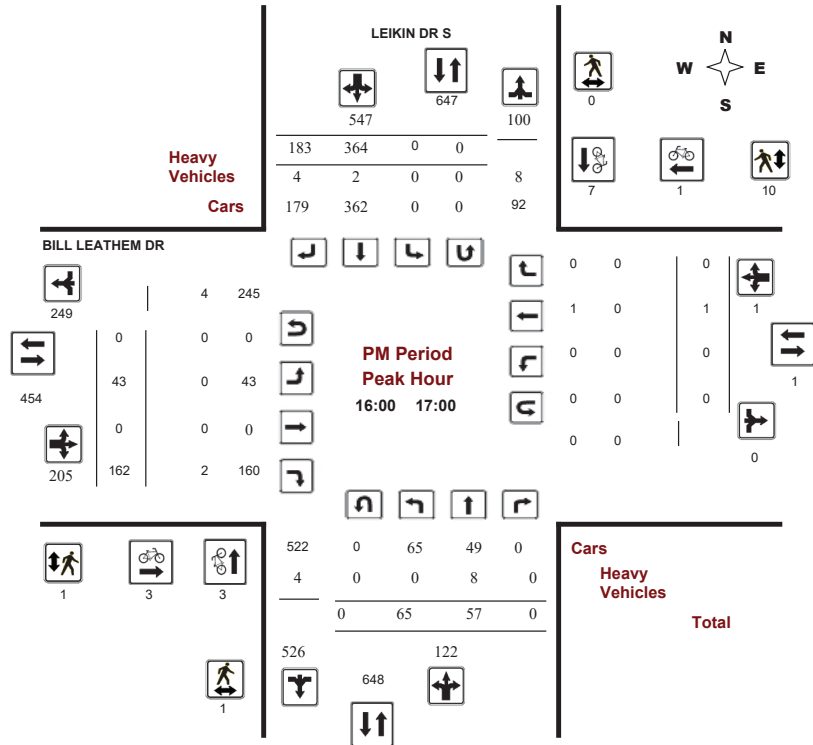 LEIKIN DR S
N
W E
S
647
0
547 100
183 364 0 0
Heavy
Vehicles
4 2 0 0 8
7 1 10
Cars
179 362 0 0 92
BILL LEATHEM DR
0 0 0
249
4 245
1 0 1 1
0 0 0
PM Period
Peak Hour
16:00 17:00
0 0 0
1
454
43 0 43
0 0 0
0 0 0
0 0
0
205
162 2 160
522 0 65 49 0
Cars
4 0 0 8 0
Heavy
Vehicles
1 3 3
0 65 57 0
Total
526 122
648
1